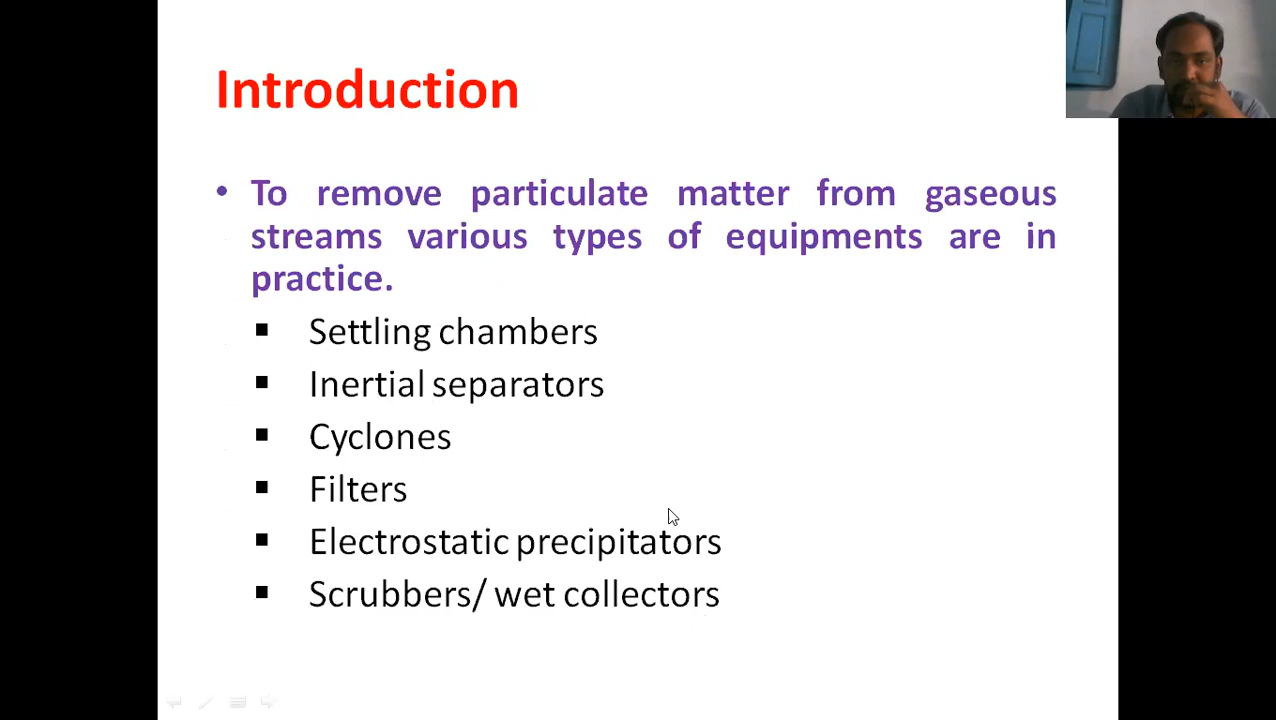 Introduction
• To remove particulate matter from gaseous
streams various types of equipments are in
practice.
▪ Settling chambers
▪ Inertial separators
▪ Cyclones
▪ Filters
▪ Electrostatic precipitators
▪ Scrubbers/ wet collectors